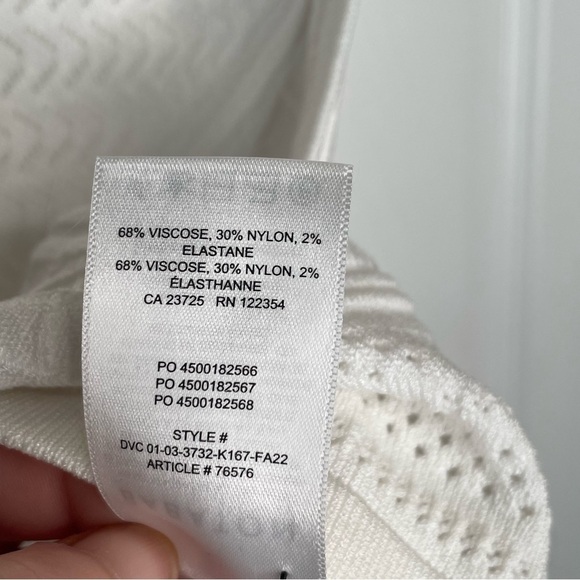 68% VISCOSE, 30% NYLON, 2%
ELASTANE
68% VISCOSE, 30% NYLON, 2%
ÉLASTHANNE
CA 23725 RN 122354
PO 4500182566
PO 4500182567
PO 4500182568
STYLE #
DVC 01-03-3732-K167-FA22
ARTICLE # 76576